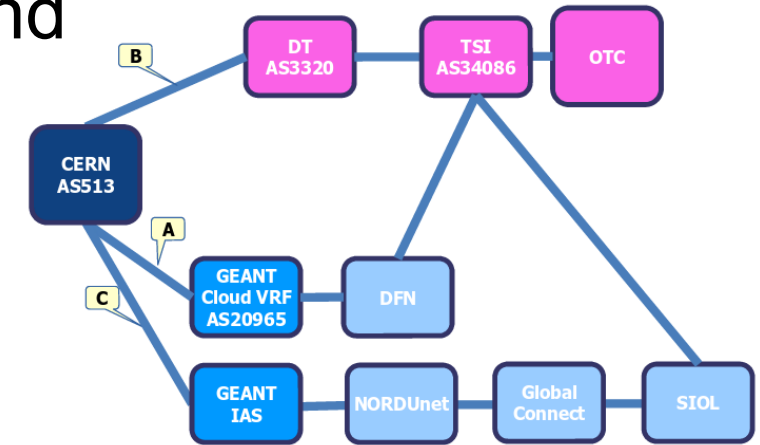 nd
B
DT
AS3320
TSI
AS34086
OTC
CERN
AS513
A
GEANT
Cloud VRF
AS20965
DFN
C
GEANT
IAS
NORDUnet
Global
Connect
SIOL